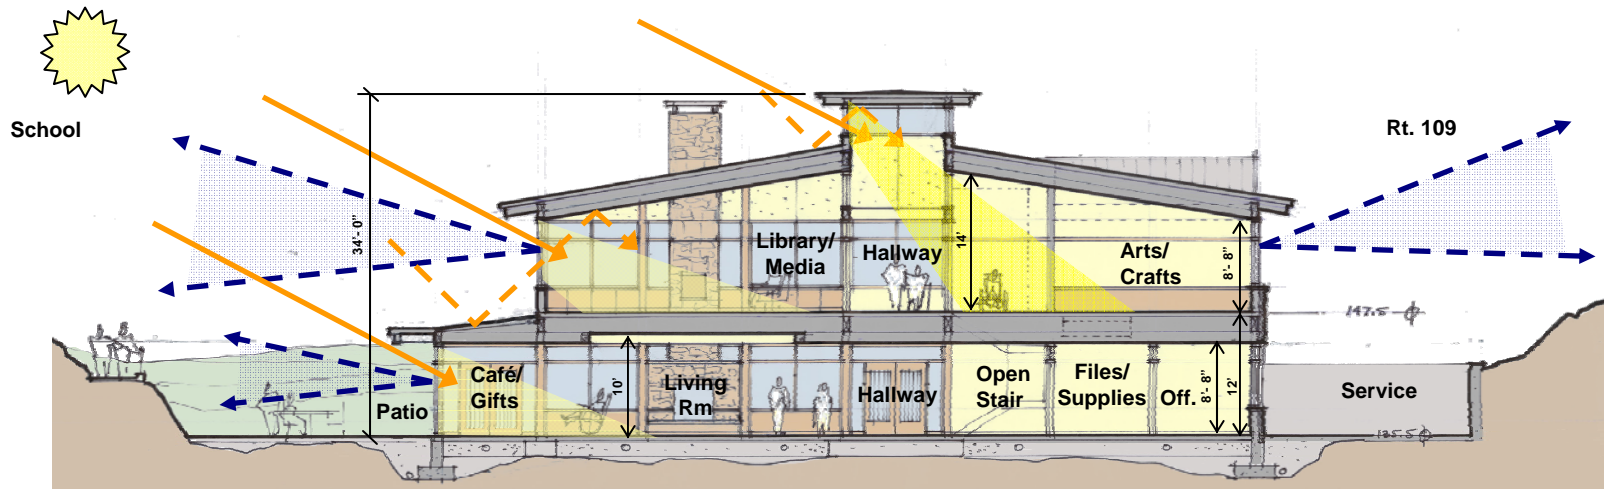 School
Rt. 109
34'- 0"
Library/
Media
Hallway
14'
Arts/
Crafts
8'- 8"
147.5
Café/
Gifts
Patio
10'
Living
Rm
Hallway
Open
Stair
Files/
Supplies
Off.
8'- 8"
12'
Service
135.5